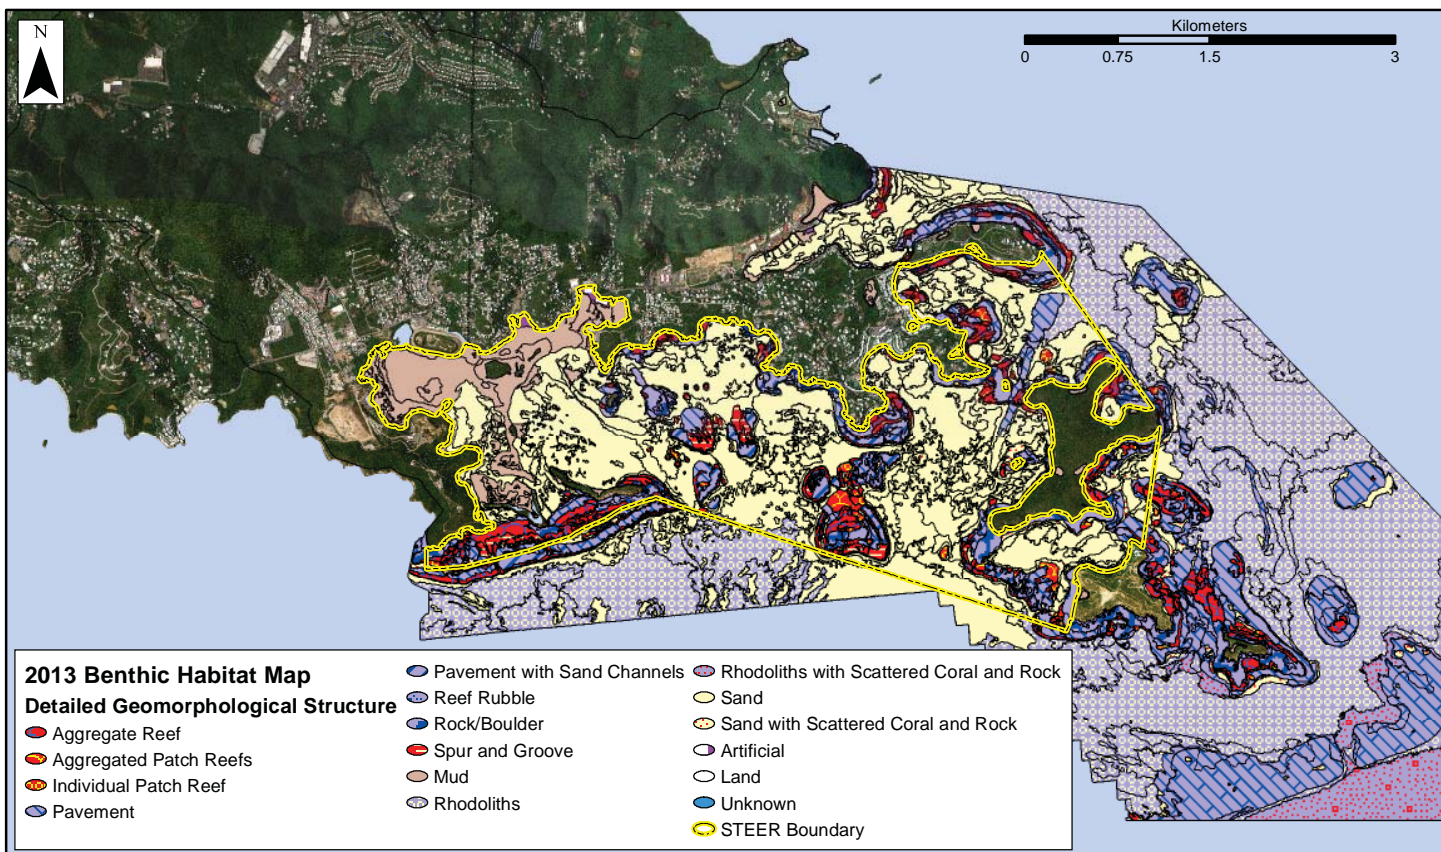 N
Kilometers
0 0.75 1.5 3
2013 Benthic Habitat Map
Detailed Geomorphological Structure
Aggregate Reef
Aggregated Patch Reefs
Individual Patch Reef
Pavement
Pavement with Sand Channels
Reef Rubble
Rock/Boulder
Spur and Groove
Mud
Rhodoliths
Rhodoliths with Scattered Coral and Rock
Sand
Sand with Scattered Coral and Rock
Artificial
Land
Unknown
STEER Boundary